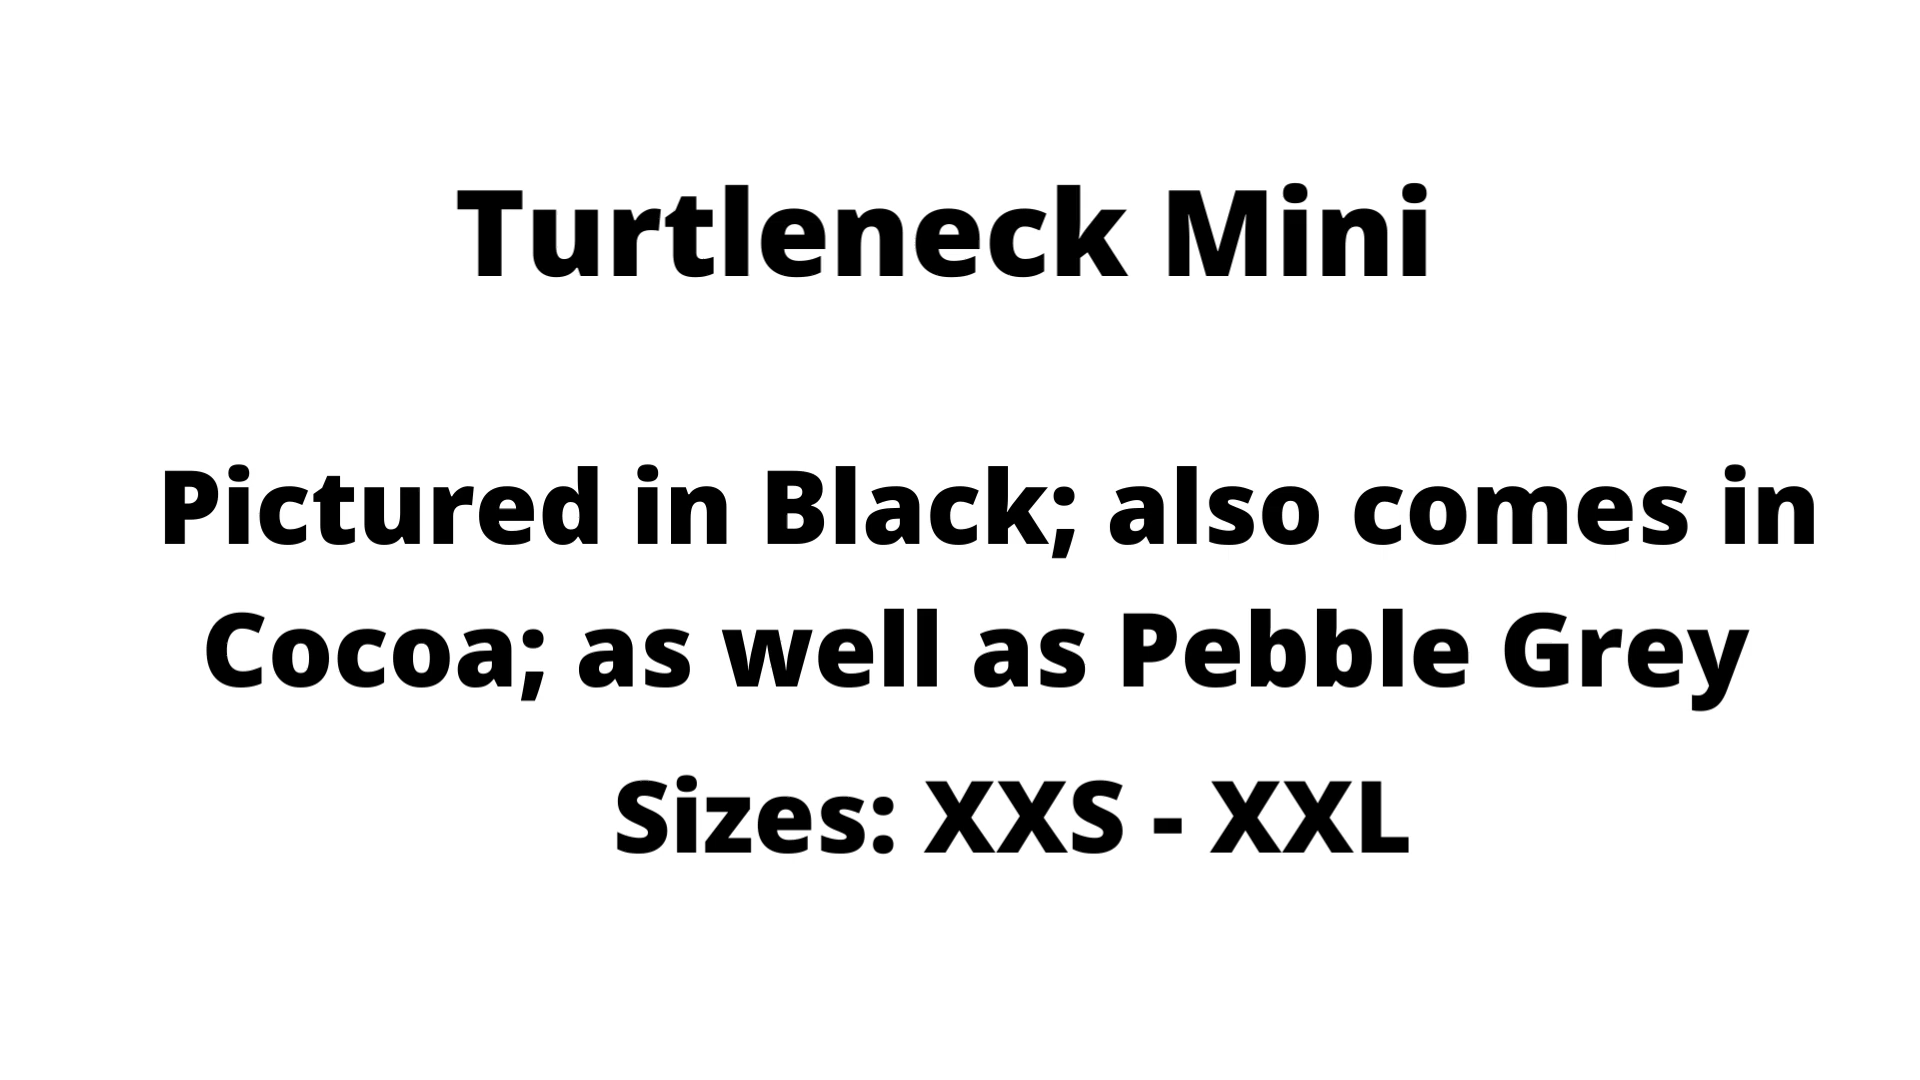 Turtleneck Mini
Pictured in Black; also comes in
Cocoa; as well as Pebble Grey
Sizes: XXS - XXL